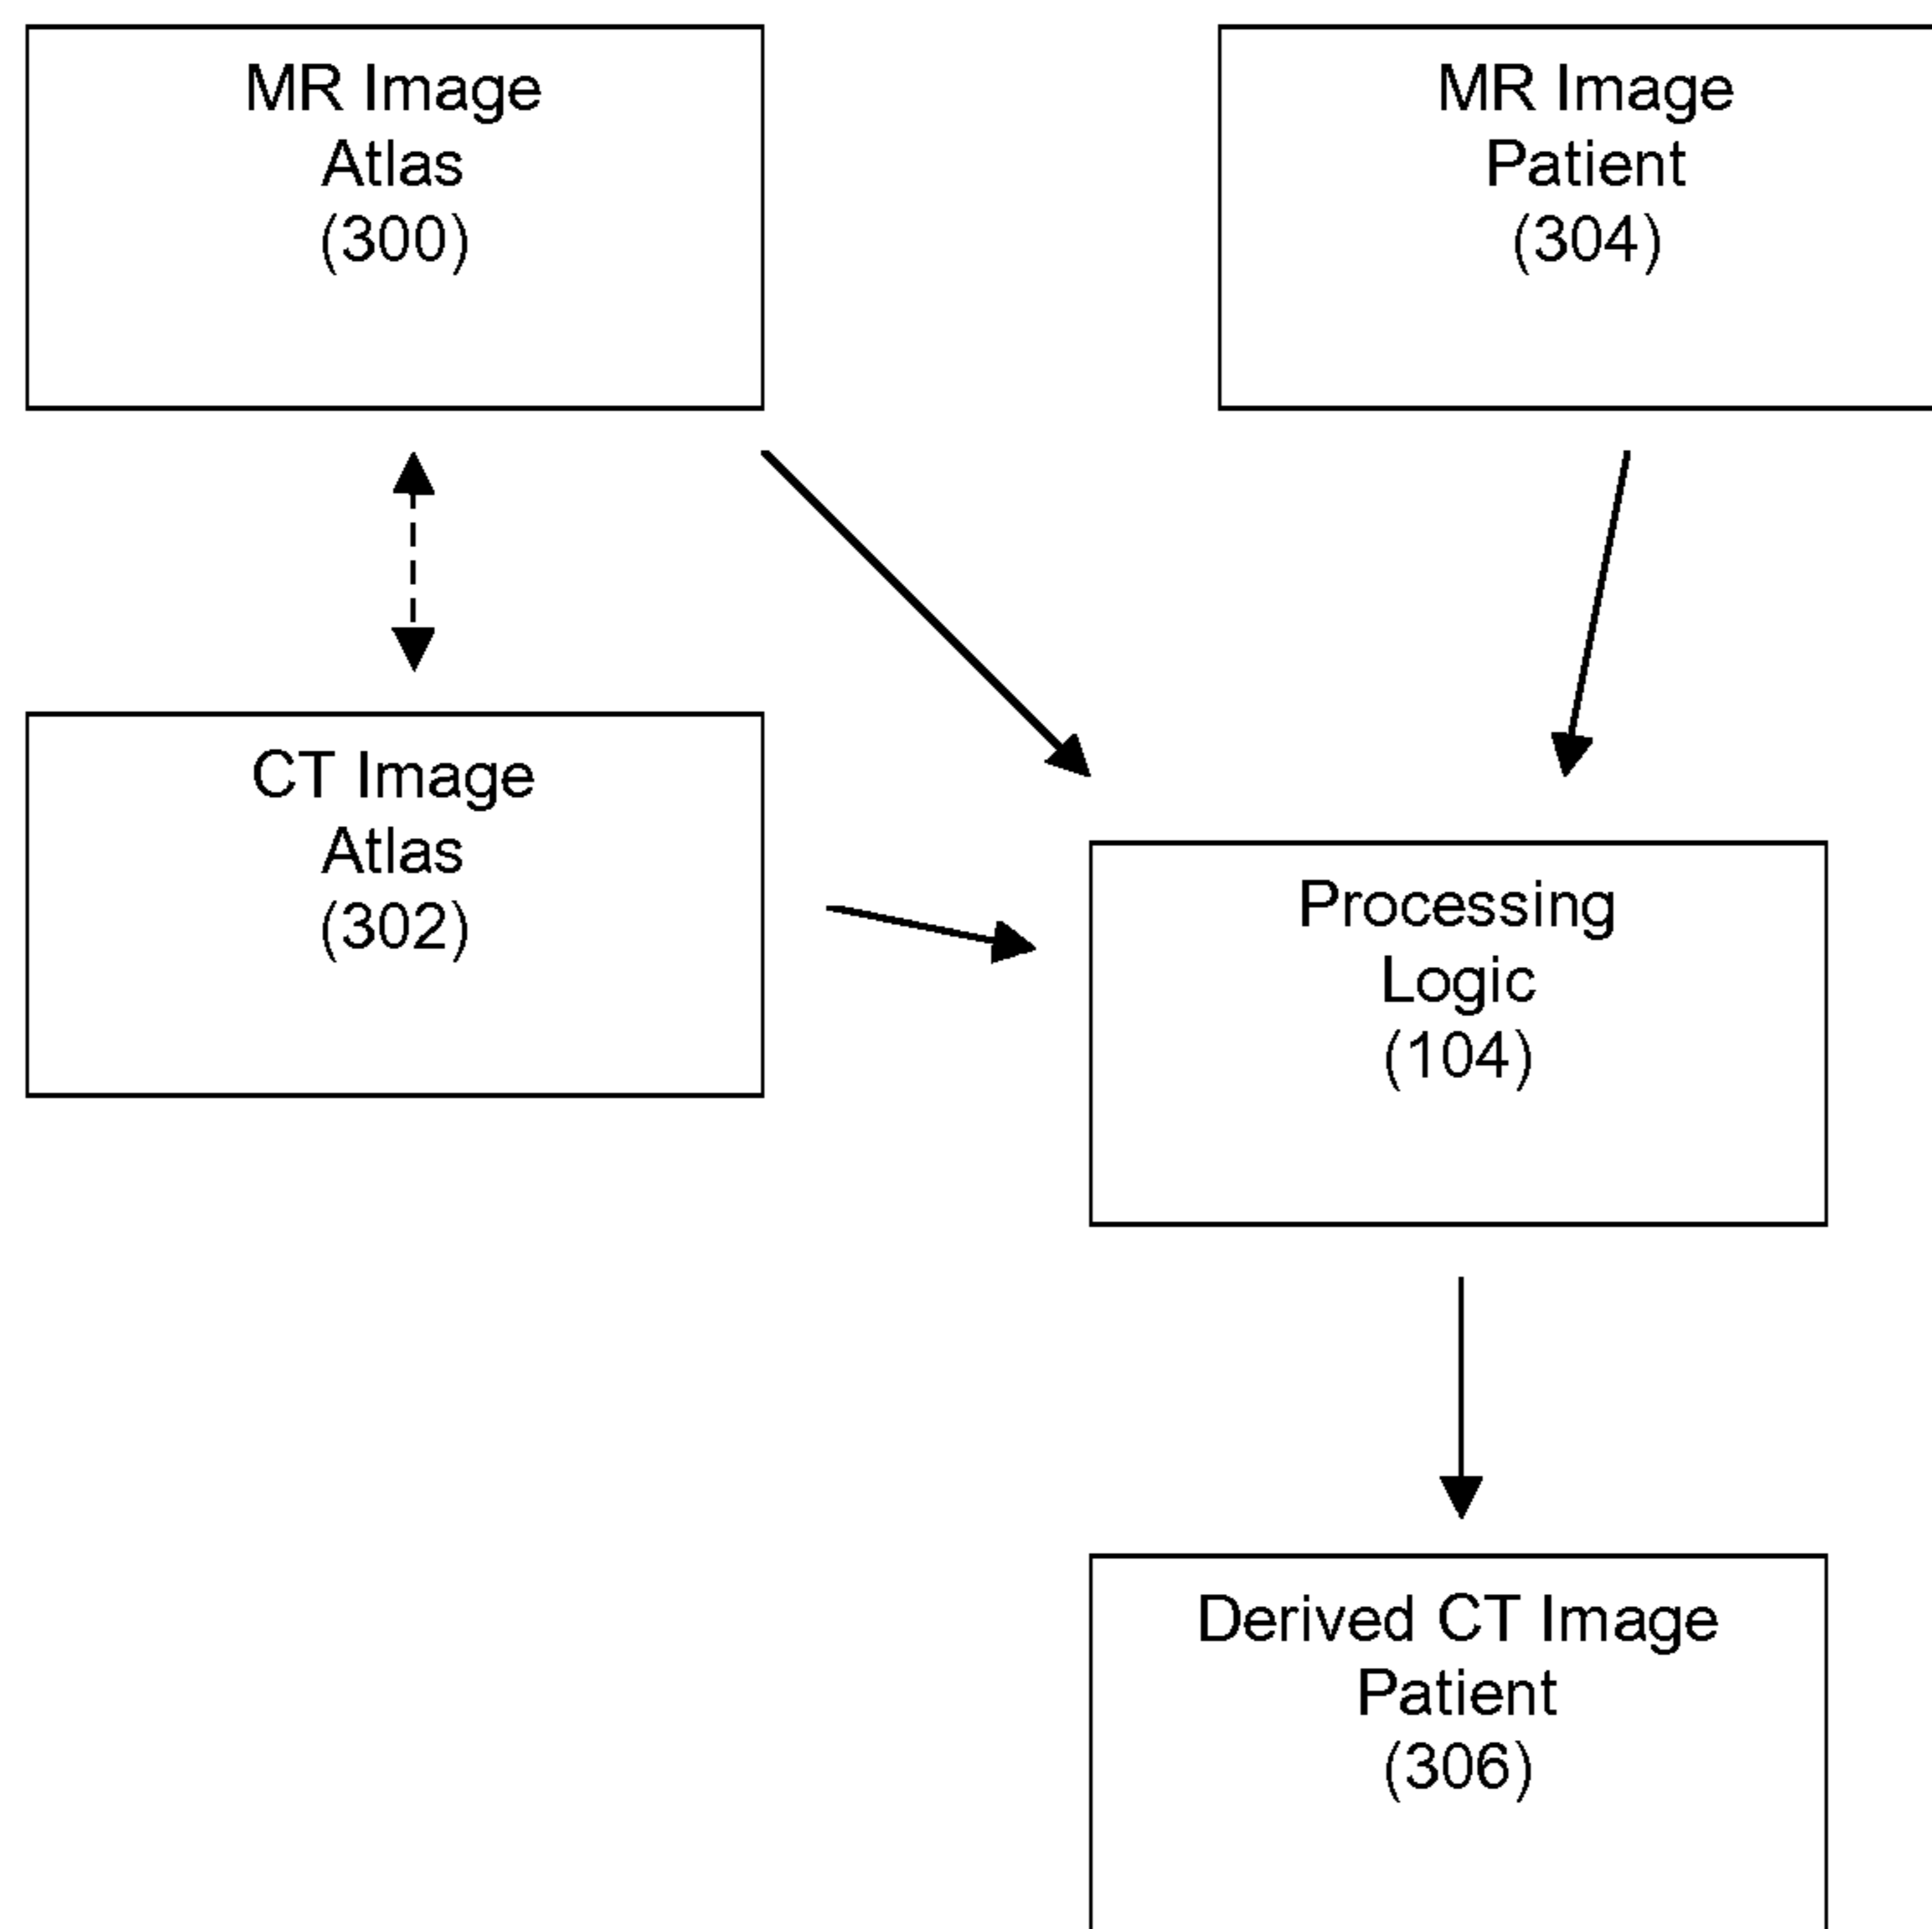 MR Image
Atlas
(300)
MR Image
Patient
(304)
CT Image
Atlas
(302)
Processing
Logic
(104)
Derived CT Image
Patient
(306)